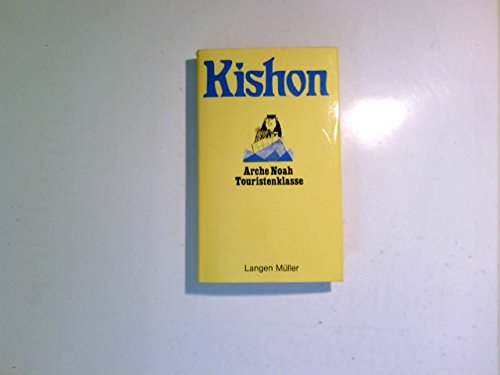 Kishon
Arche Noah
Touristenklasse
Langen Müller